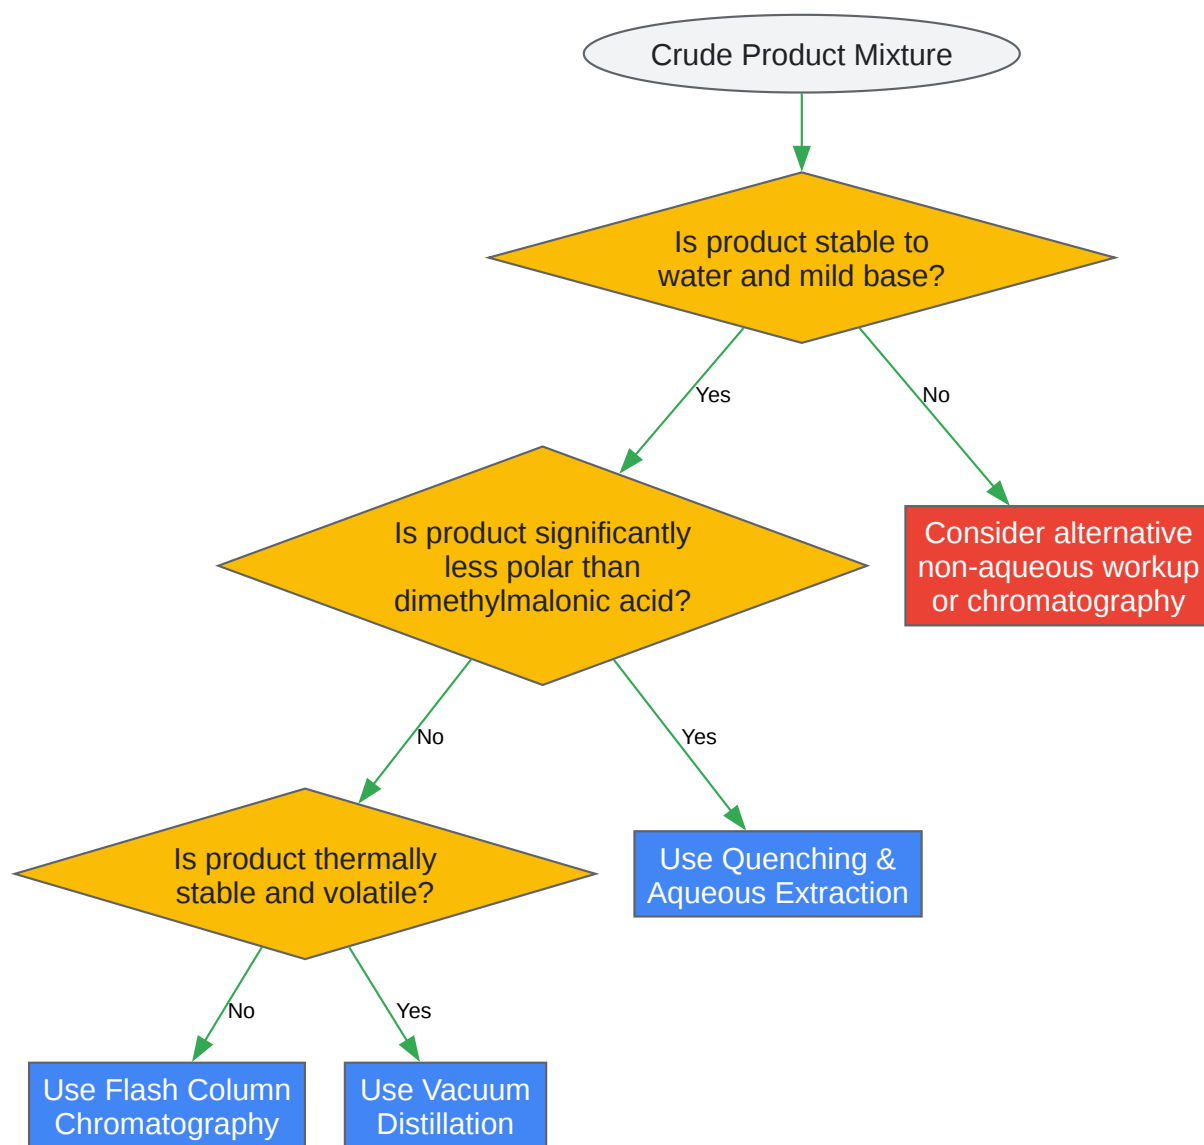 Crude Product Mixture
Is product stable to
water and mild base?
Yes
No
Is product significantly
less polar than
dimethylmalonic acid?
Consider alternative
non-aqueous workup
or chromatography
No
Yes
Is product thermally
stable and volatile?
Use Quenching &
Aqueous Extraction
No
Yes
Use Flash Column
Chromatography
Use Vacuum
Distillation